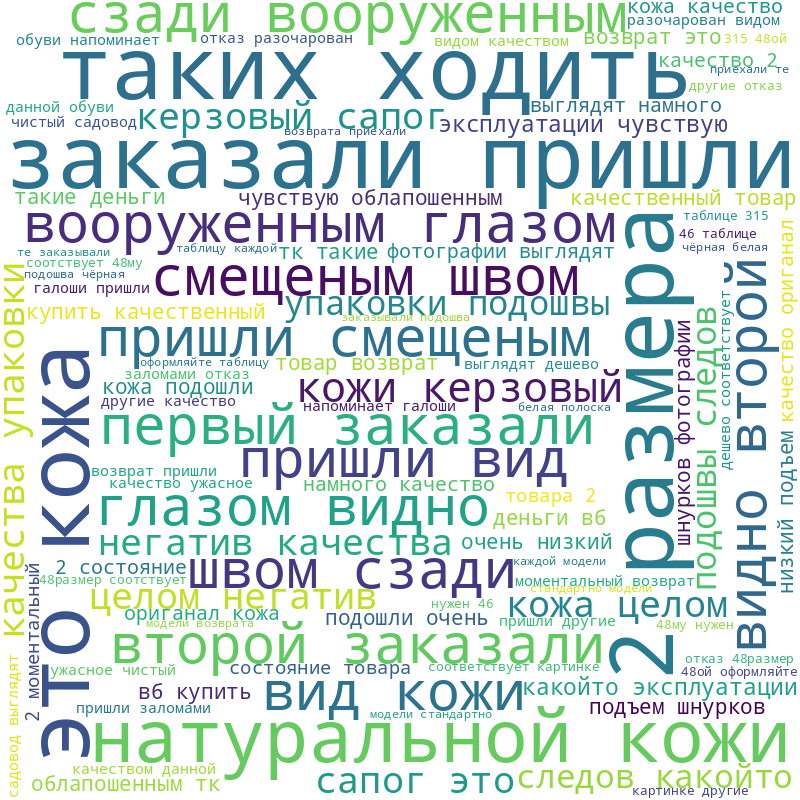 сзади вооруженным
кожа качество
разочарован видом
обуви напоминает
отказ разочарован
видом качеством
возврат это
315 48ой
таких ходить
качество 2
приехали те
другие отказ
данной обуви
чистый садовод
керзовый сапог
возврата приехали
выглядят намного
эксплуатации чувствую
заказали пришли
такие деньги
чувствую облапошенным
качественный товар
вооруженным глазом
таблице 315
46 таблице
чёрная белая
те заказывали
таблицу каждой
тк такие
фотографии выглядят
соотствует 48му
подошва чёрная
галоши пришли
смещеным швом
упаковки подошвы
купить качественный
заказывали подошва
пришли смещеным
оформляйте таблицу
товар возврат
выглядят дешево
заломами отказ
кожа подошли
кожи керзовый
другие качество
напоминает галоши
белая полоска
первый заказали
пришли вид
возврат пришли
качество ужасное
намного качество
товара 2
глазом видно
деньги вб
негатив качества
очень низкий
2 состояние
швом сзади
каждой модели
48размер соотствует
моментальный возврат
стандартно модели
целом негатив
ориганал кожа
подошли очень
нужен 46
кожа целом
модели возврата
пришли другие
48му нужен
второй заказали
отказ 48размер
ужасное чистый
состояние товара
соответствует картинке
48ой оформляйте
вб купить
вид кожи
какойто эксплуатации
пришли заломами
модели стандартно
подъем шнурков
натуральной кожи
качеством данной
облапошенным тк
сапог это
следов какойто
картинке другие
качества упаковки
это кожа
2 моментальный
садовод выглядят
2 размера
шнурков фотографии
подошвы следов
дешево соответствует
видно второй
качество ориганал
низкий подъем